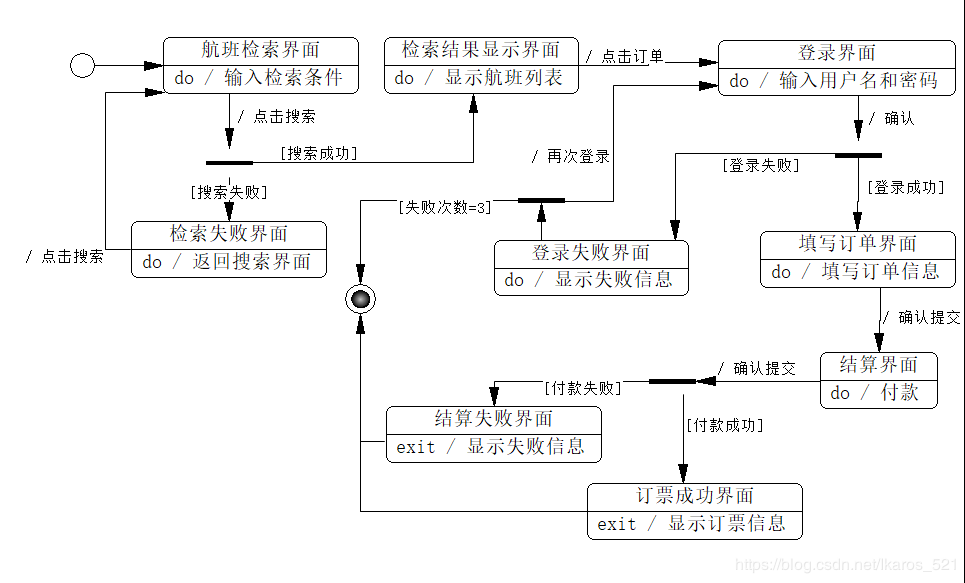 航班检索界面
do / 输入检索条件
检索结果显示界面
do / 显示航班列表
/ 点击订单
登录界面
do / 输入用户名和密码
/ 点击搜索
/ 确认
[搜索成功]
/ 再次登录
[登录失败]
[登录成功]
[搜索失败]
[失败次数=3]
检索失败界面
do / 返回搜索界面
/ 点击搜索
登录失败界面
do / 显示失败信息
填写订单界面
do / 填写订单信息
/ 确认提交
结算界面
do / 付款
/ 确认提交
[付款失败]
结算失败界面
exit / 显示失败信息
[付款成功]
订票成功界面
exit / 显示订票信息
https://blog.csdn.net/Ikaros_521